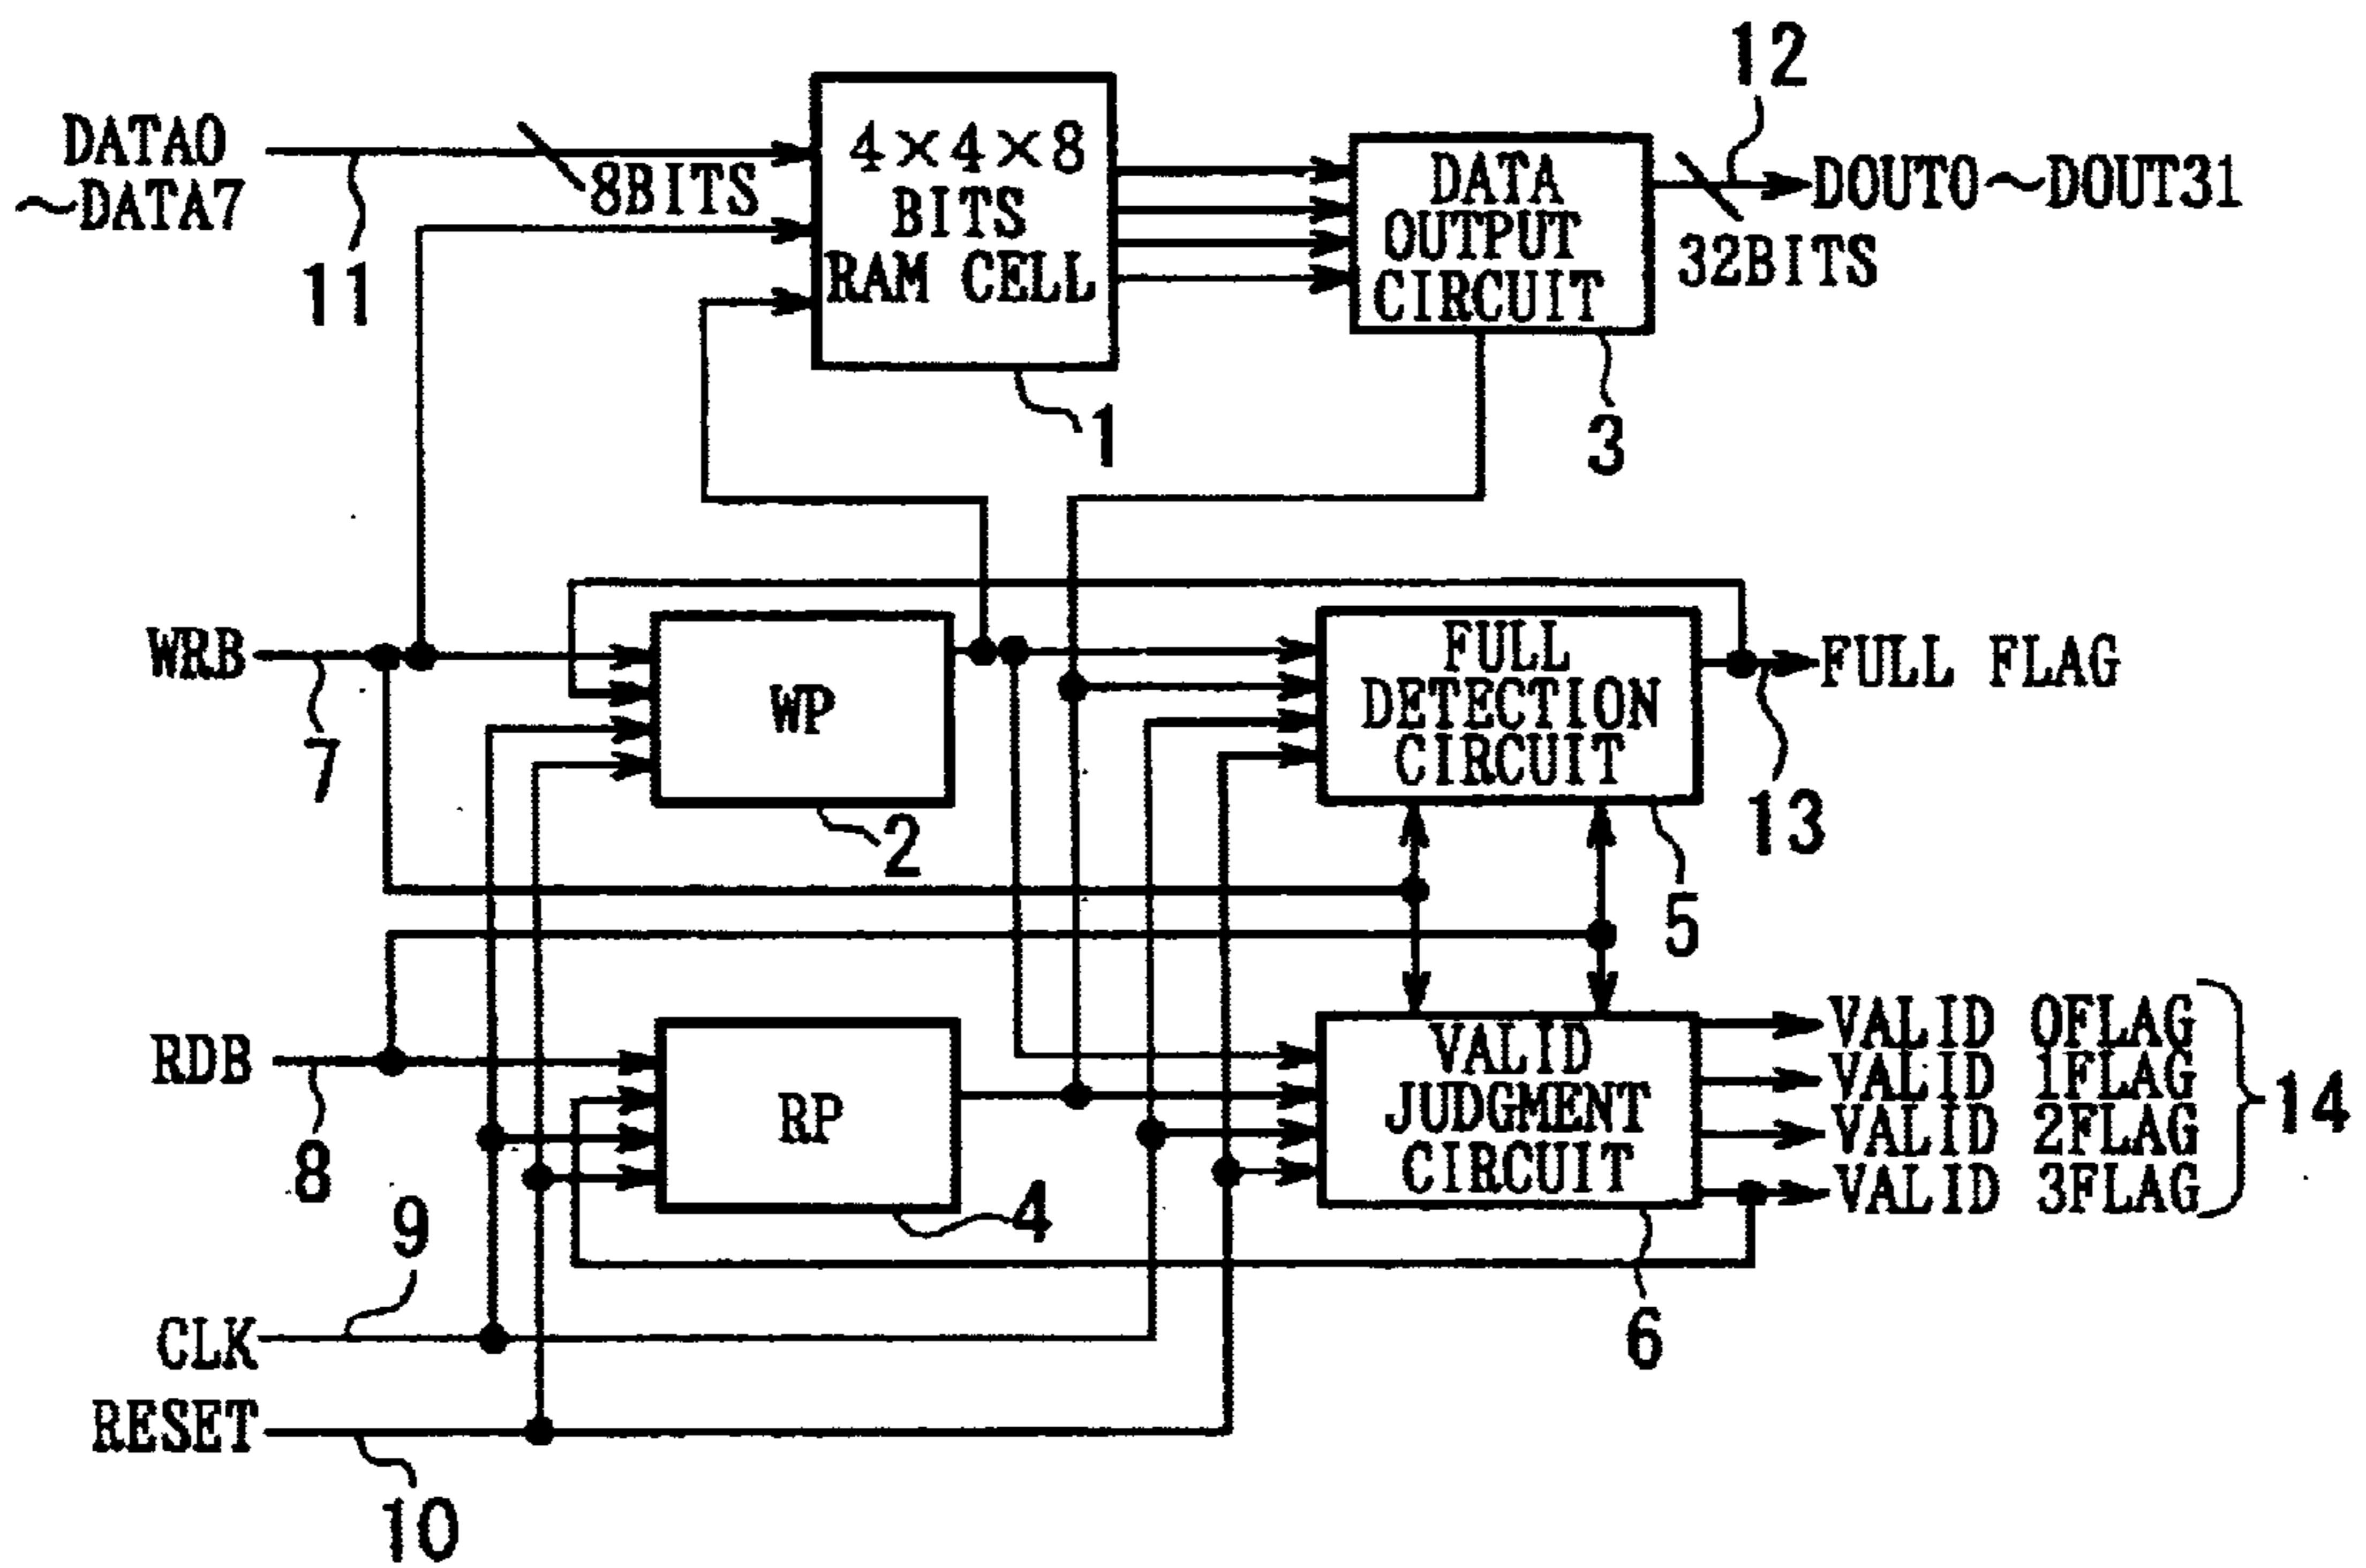 12
DATA0
~DATA7
8BITS
11
4×4×8
BITS
RAM CELL
1
DATA
OUTPUT
CIRCUIT
3
DOUT0~DOUT31
32BITS
WRB
7
WP
2
FULL
DETECTION
CIRCUIT
5
FULL FLAG
13
RDB
8
RP
4
VALID
JUDGMENT
CIRCUIT
6
VALID 0FLAG
VALID 1FLAG
VALID 2FLAG
VALID 3FLAG
14
9
CLK
RESET
10